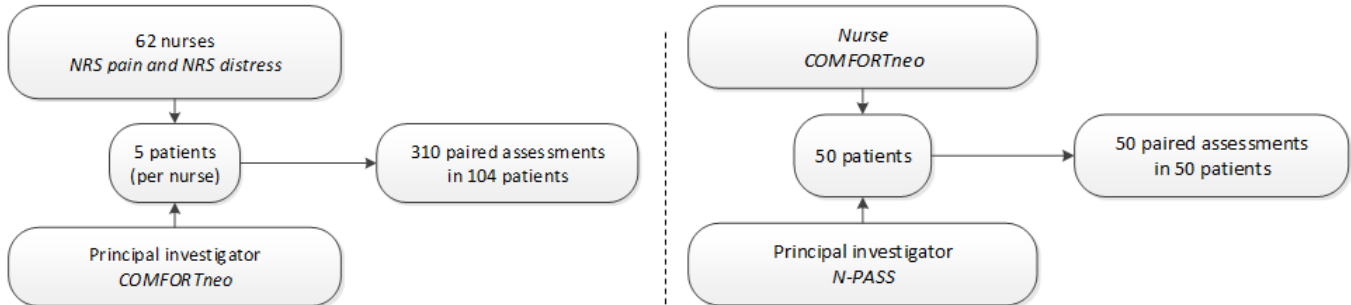 62 nurses
NRS pain and NRS distress
5 patients
(per nurse)
310 paired assessments
in 104 patients
Principal investigator
COMFORTneo
Nurse
COMFORTneo
50 patients
50 paired assessments
in 50 patients
Principal investigator
N-PASS